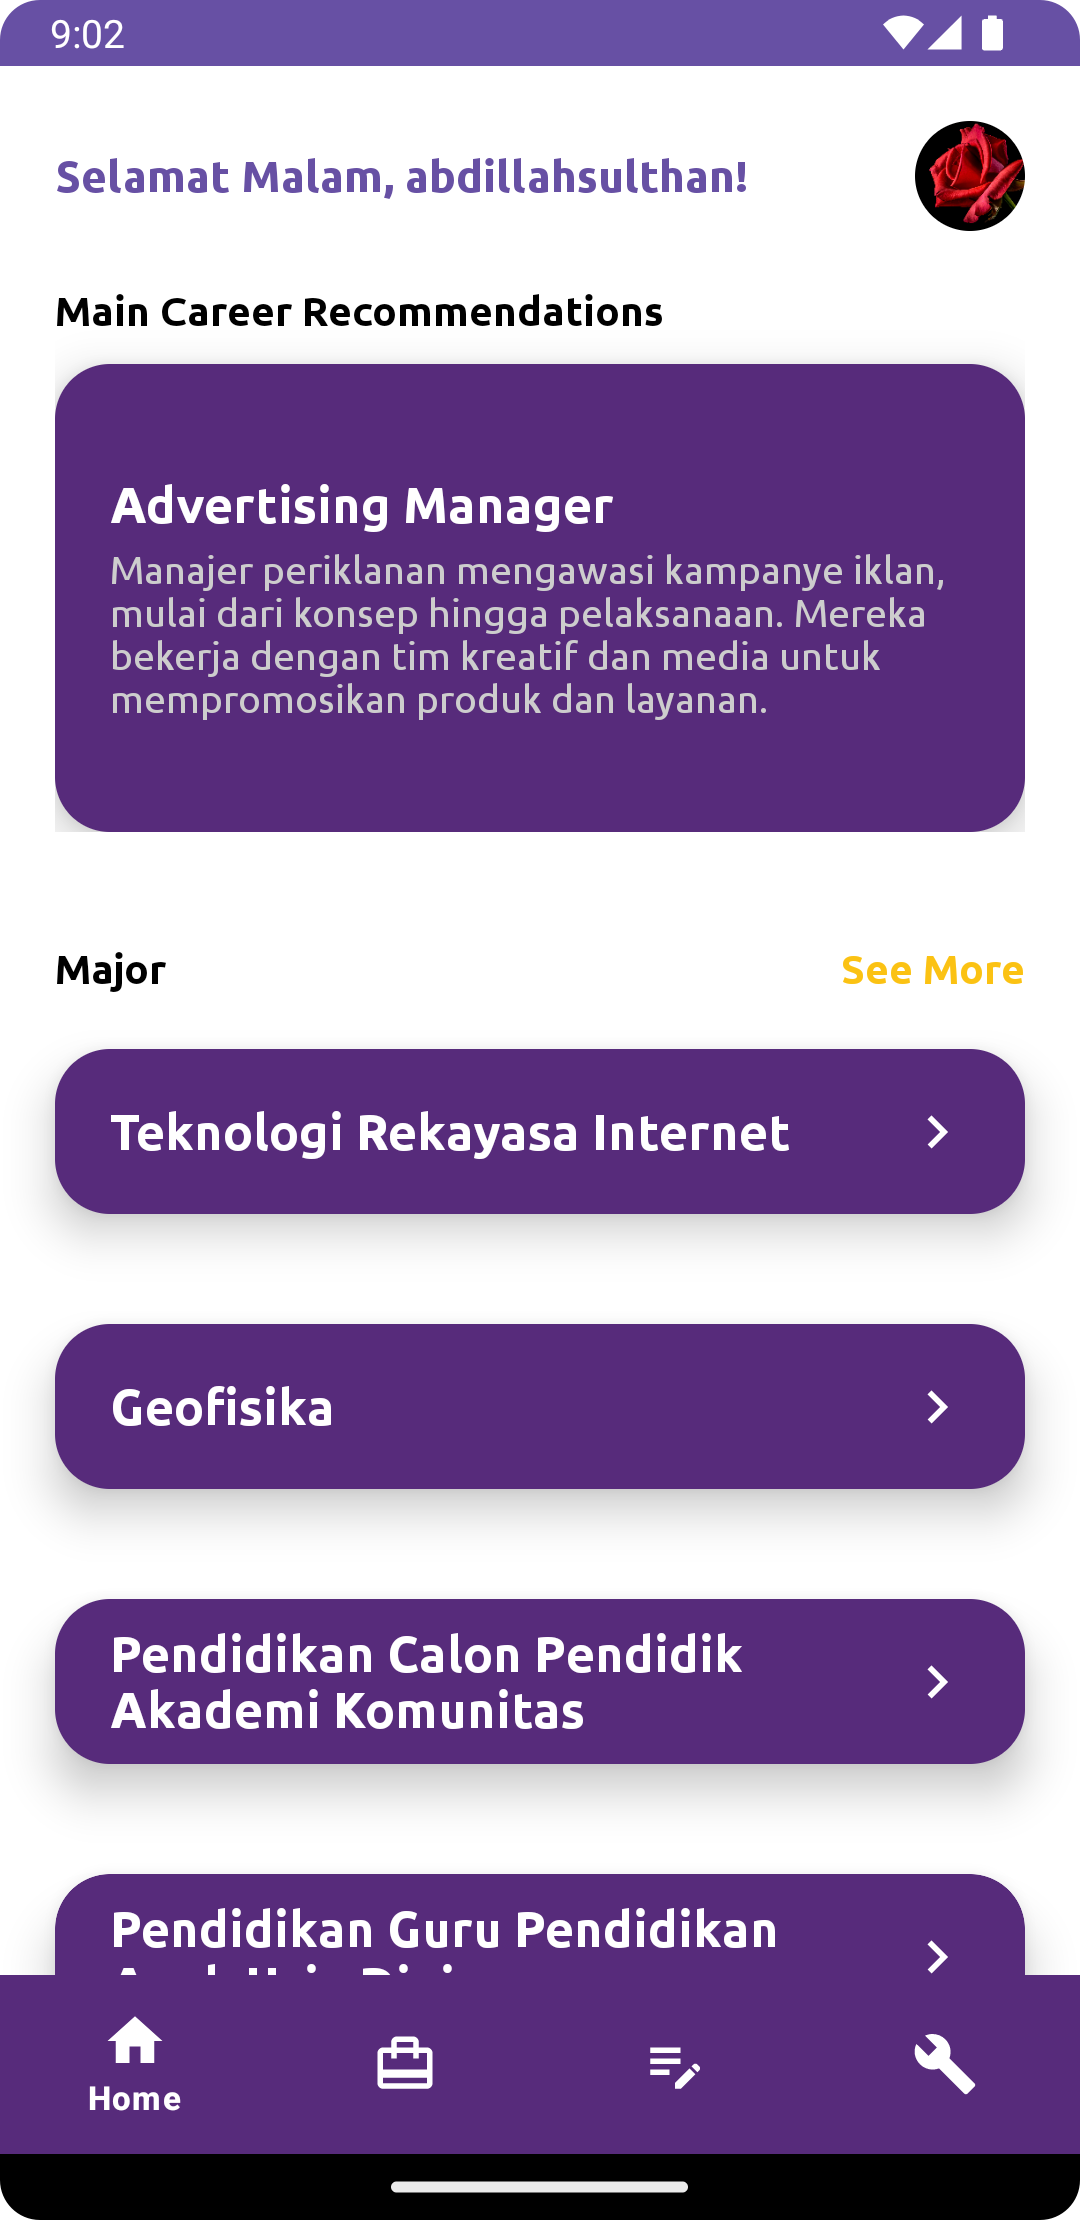 9:02
Selamat Malam, abdillahsulthan!
Main Career Recommendations
Advertising Manager
Manajer periklanan mengawasi kampanye iklan,
mulai dari konsep hingga pelaksanaan. Mereka
bekerja dengan tim kreatif dan media untuk
mempromosikan produk dan layanan.
Major
See More
Teknologi Rekayasa Internet
Geofisika
Pendidikan Calon Pendidik
Akademi Komunitas
Pendidikan Guru Pendidikan
Home